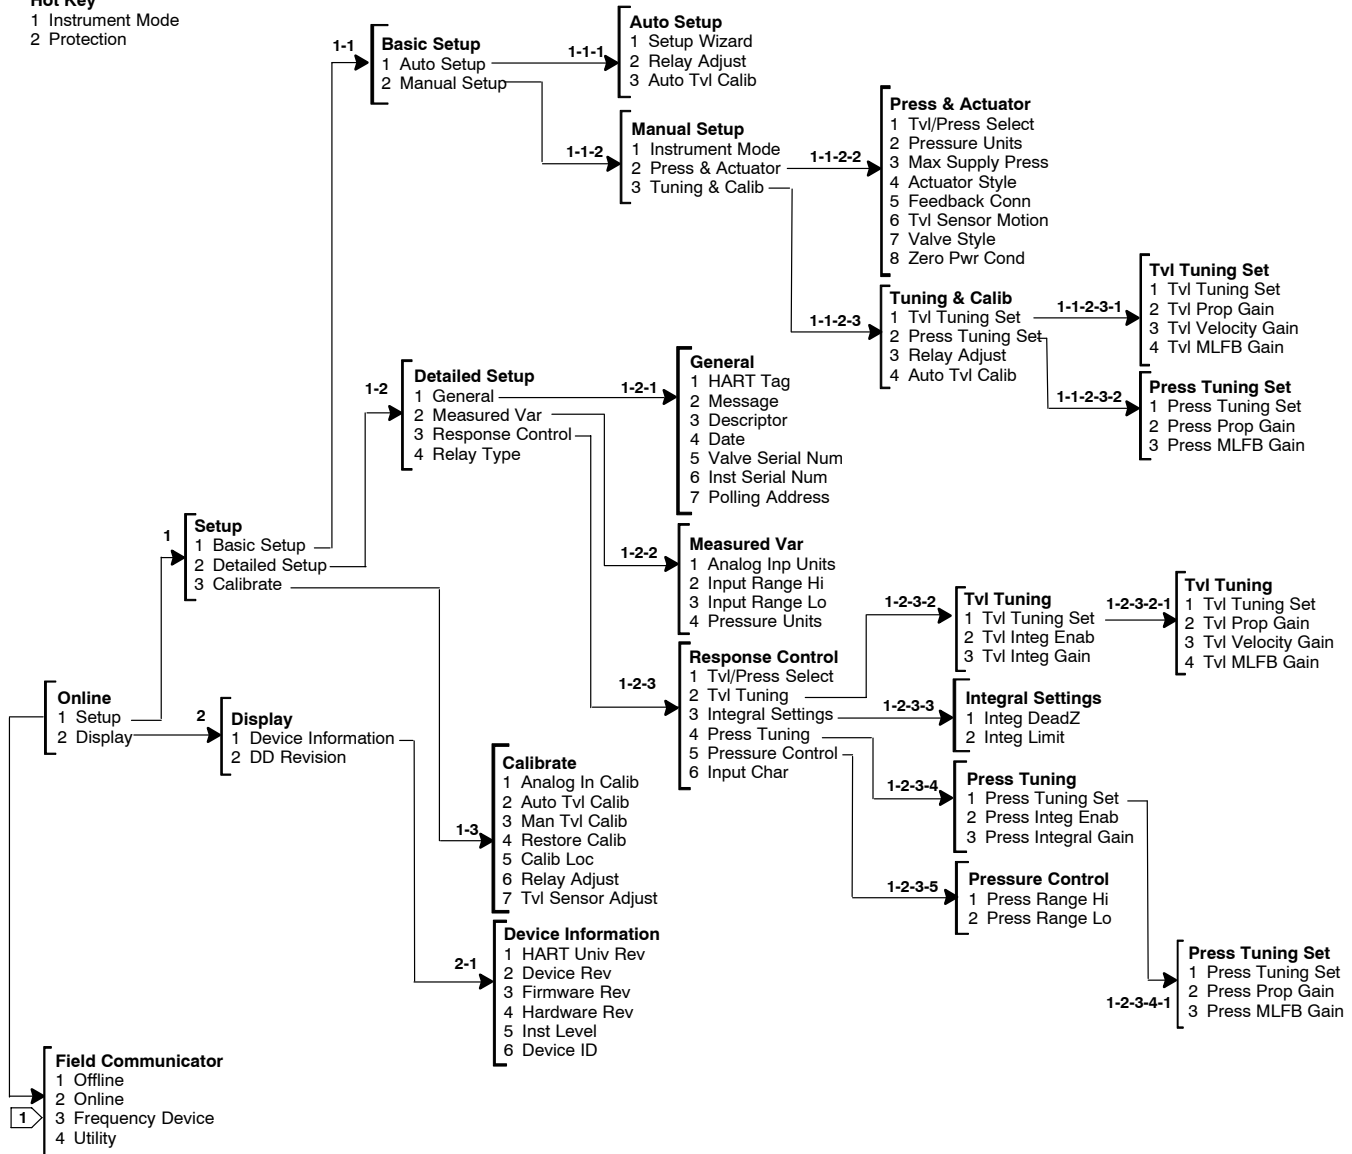 Hot Key
1 Instrument Mode
2 Protection
1-1
Basic Setup
1 Auto Setup
2 Manual Setup
1-1-1
Auto Setup
1 Setup Wizard
2 Relay Adjust
3 Auto Tvl Calib
1-1-2
Manual Setup
1 Instrument Mode
2 Press & Actuator
3 Tuning & Calib
1-1-2-2
Press & Actuator
1 Tvl/Press Select
2 Pressure Units
3 Max Supply Press
4 Actuator Style
5 Feedback Conn
6 Tvl Sensor Motion
7 Valve Style
8 Zero Pwr Cond
1-1-2-3
Tuning & Calib
1 Tvl Tuning Set
2 Press Tuning Set
3 Relay Adjust
4 Auto Tvl Calib
1-1-2-3-1
Tvl Tuning Set
1 Tvl Tuning Set
2 Tvl Prop Gain
3 Tvl Velocity Gain
4 Tvl MLFB Gain
1-1-2-3-2
Press Tuning Set
1 Press Tuning Set
2 Press Prop Gain
3 Press MLFB Gain
1-2
Detailed Setup
1 General
2 Measured Var
3 Response Control
4 Relay Type
1-2-1
General
1 HART Tag
2 Message
3 Descriptor
4 Date
5 Valve Serial Num
6 Inst Serial Num
7 Polling Address
1
Setup
1 Basic Setup
2 Detailed Setup
3 Calibrate
1-2-2
Measured Var
1 Analog Inp Units
2 Input Range Hi
3 Input Range Lo
4 Pressure Units
1-2-3
Response Control
1 Tvl/Press Select
2 Tvl Tuning
3 Integral Settings
4 Press Tuning
5 Pressure Control
6 Input Char
1-2-3-2
Tvl Tuning
1 Tvl Tuning Set
2 Tvl Integ Enab
3 Tvl Integ Gain
1-2-3-2-1
Tvl Tuning
1 Tvl Tuning Set
2 Tvl Prop Gain
3 Tvl Velocity Gain
4 Tvl MLFB Gain
1-2-3-3
Integral Settings
1 Integ DeadZ
2 Integ Limit
1-2-3-4
Press Tuning
1 Press Tuning Set
2 Press Integ Enab
3 Press Integral Gain
1-2-3-5
Pressure Control
1 Press Range Hi
2 Press Range Lo
1-2-3-4-1
Press Tuning Set
1 Press Tuning Set
2 Press Prop Gain
3 Press MLFB Gain
Online
1 Setup
2 Display
2
Display
1 Device Information
2 DD Revision
1-3
Calibrate
1 Analog In Calib
2 Auto Tvl Calib
3 Man Tvl Calib
4 Restore Calib
5 Calib Loc
6 Relay Adjust
7 Tvl Sensor Adjust
2-1
Device Information
1 HART Univ Rev
2 Device Rev
3 Firmware Rev
4 Hardware Rev
5 Inst Level
6 Device ID
Field Communicator
1 Offline
2 Online
3 Frequency Device
4 Utility
1